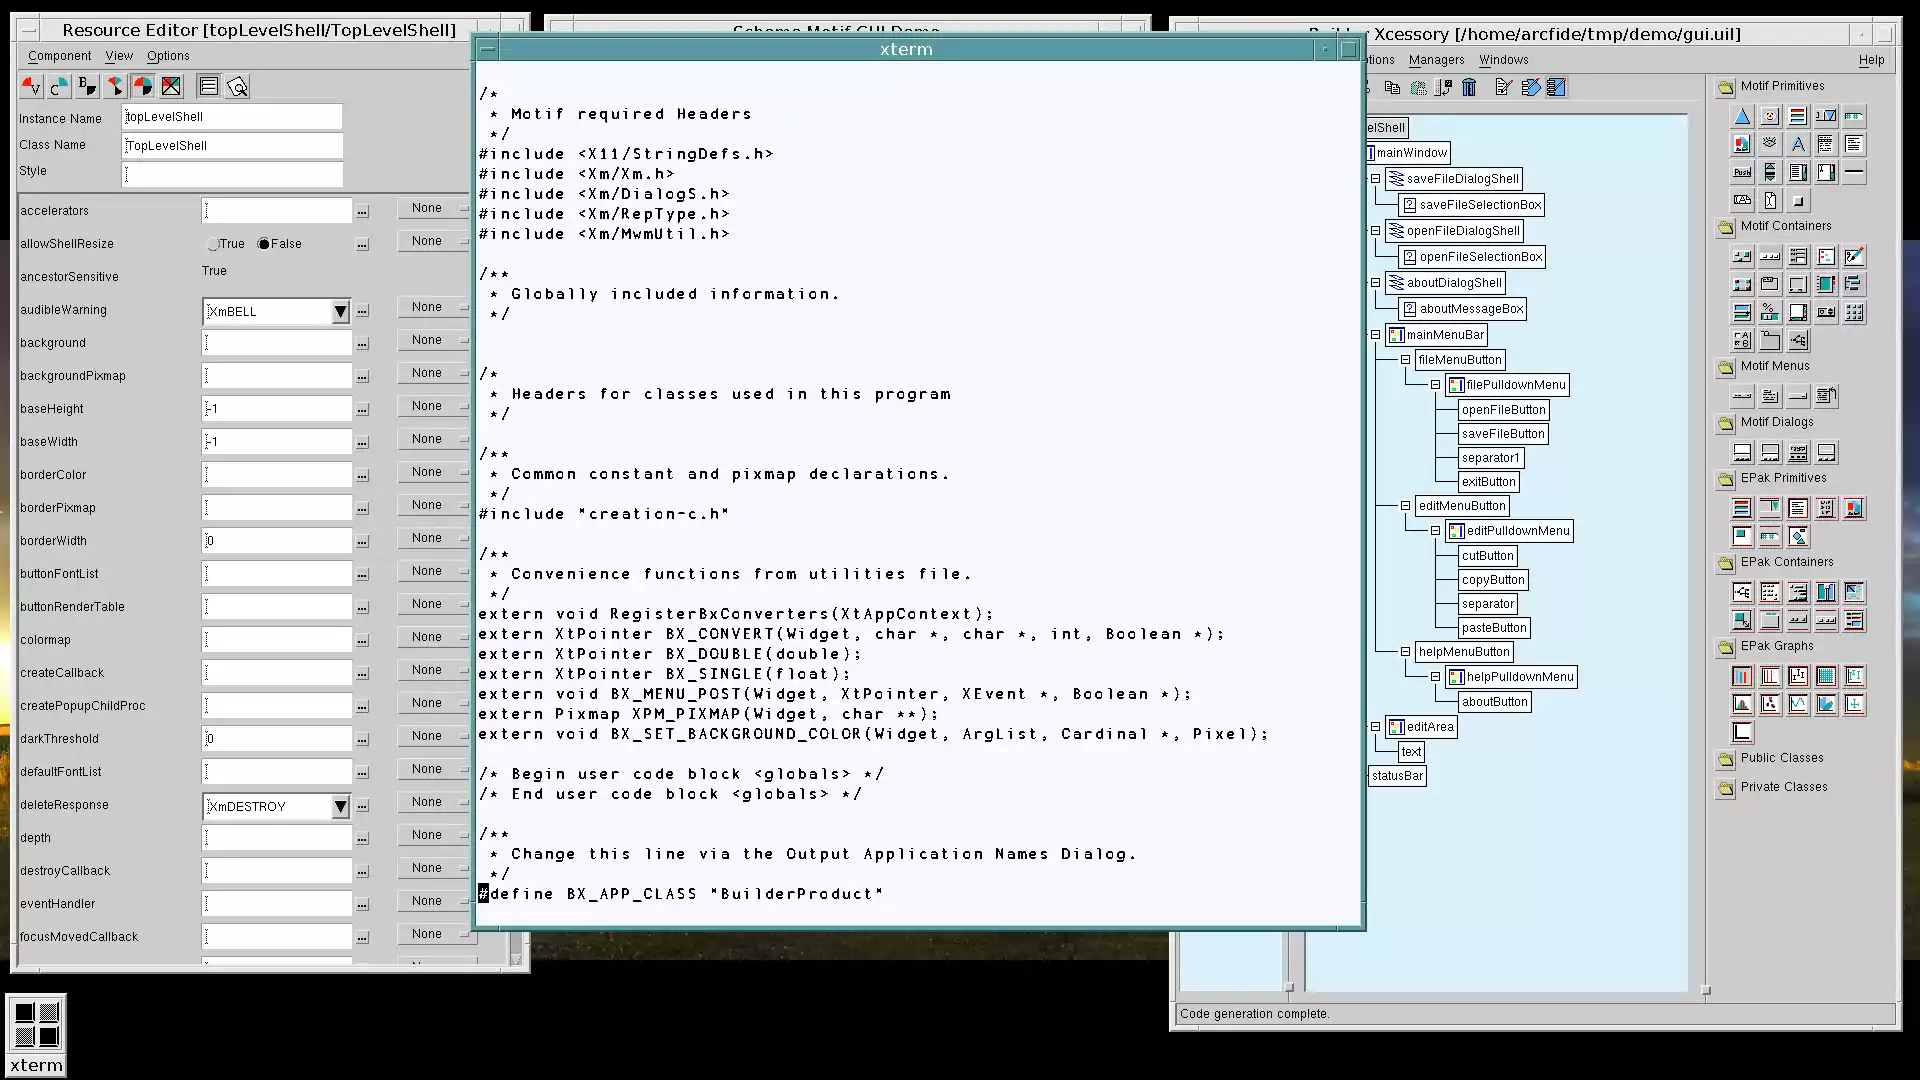 Resource Editor [topLevelShell/TopLevelShell]
Component View Options
Instance Name topLevelShell
Class Name TopLevelShell
Style
accelerators None
allowShellResize True False None
ancestorSensitive True
audibleWarning XmBELL None
background None
backgroundPixmap None
baseHeight -1 None
baseWidth -1 None
borderColor None
borderPixmap None
borderWidth 0 None
buttonFontList None
buttonRenderTable None
colormap None
createCallback None
createPopupChildProc None
darkThreshold 0 None
defaultFontList None
deleteResponse XmDESTROY None
depth None
destroyCallback None
eventHandler None
focusMovedCallback None
xterm
/*
* Motif required Headers
*/
#include <X11/StringDefs.h>
#include <Xm/Xm.h>
#include <Xm/DialogS.h>
#include <Xm/RepType.h>
#include <Xm/MwmUtil.h>
/**
* Globally included information.
*/
/*
* Headers for classes used in this program
*/
/**
* Common constant and pixmap declarations.
*/
#include "creation-c.h"
/**
* Convenience functions from utilities file.
*/
extern void RegisterBxConverters(XtAppContext);
extern XtPointer BX_CONVERT(Widget, char *, char *, int, Boolean *);
extern XtPointer BX_DOUBLE(double);
extern XtPointer BX_SINGLE(float);
extern void BX_MENU_POST(Widget, XtPointer, XEvent *, Boolean *);
extern Pixmap XPM_PIXMAP(Widget, char **);
extern void BX_SET_BACKGROUND_COLOR(Widget, ArgList, Cardinal *, Pixel);
/* Begin user code block <globals> */
/* End user code block <globals> */
/**
* Change this line via the Output Application Names Dialog.
*/
#define BX_APP_CLASS "BuilderProduct"
Xcessory [/home/arcfide/tmp/demo/gui.uil]
tions Managers Windows Help
elShell
mainWindow
saveFileDialogShell
saveFileSelectionBox
openFileDialogShell
openFileSelectionBox
aboutDialogShell
aboutMessageBox
mainMenuBar
fileMenuButton
filePulldownMenu
openFileButton
saveFileButton
separator1
exitButton
editMenuButton
editPulldownMenu
cutButton
copyButton
separator
pasteButton
helpMenuButton
helpPulldownMenu
aboutButton
editArea
text
statusBar
Motif Primitives
Motif Containers
Motif Menus
Motif Dialogs
EPak Primitives
EPak Containers
EPak Graphs
Public Classes
Private Classes
Code generation complete.
xterm